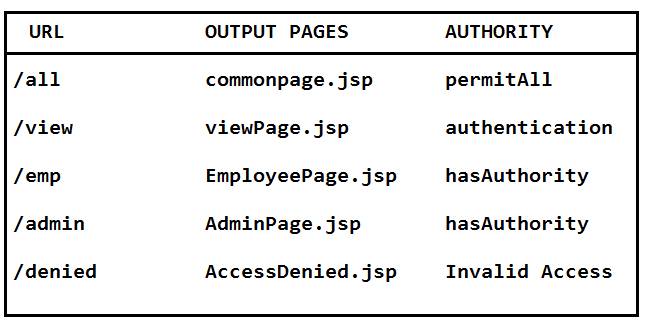 URL OUTPUT PAGES AUTHORITY
/all commonpage.jsp permitAll
/view viewPage.jsp authentication
/emp EmployeePage.jsp hasAuthority
/admin AdminPage.jsp hasAuthority
/denied AccessDenied.jsp Invalid Access